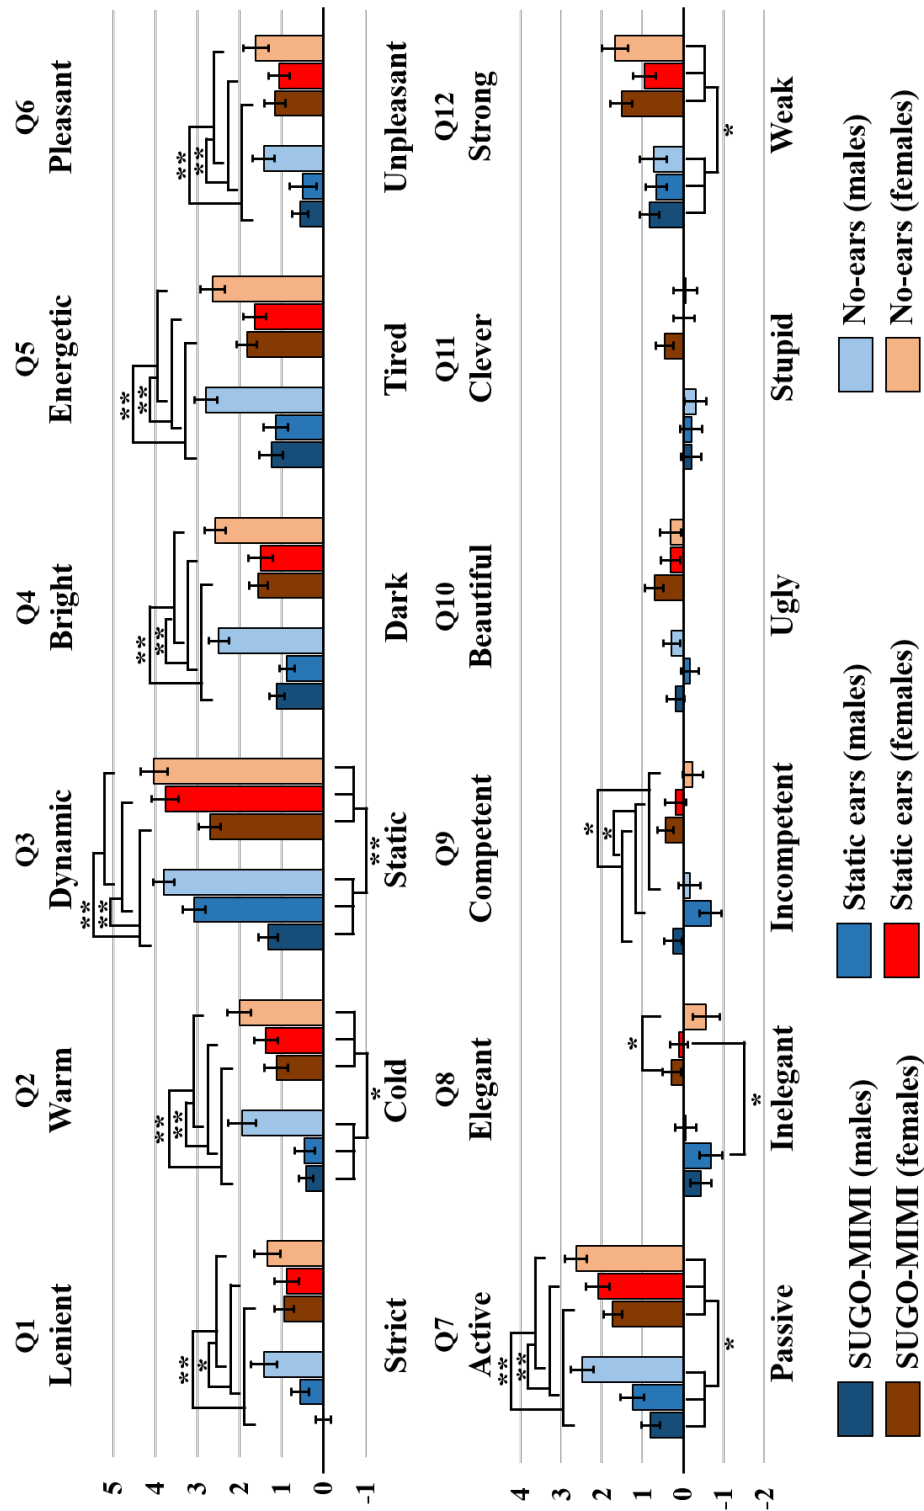 Q1 Q2 Q3 Q4 Q5 Q6
Lenient Warm Dynamic Bright Energetic Pleasant
5
4
3
2
1
0
-1
** * ** ** ** ** ** ** ** ** ** **
* **
Strict Cold Static Dark Tired Unpleasant
Q7 Q8 Q9 Q10 Q11 Q12
Active Elegant Competent Beautiful Clever Strong
4
3
2
1
0
-1
-2
** ** * * *
* * *
Passive Inelegant Incompetent Ugly Stupid Weak
SUGO-MIMI (males) Static ears (males) No-ears (males)
SUGO-MIMI (females) Static ears (females) No-ears (females)